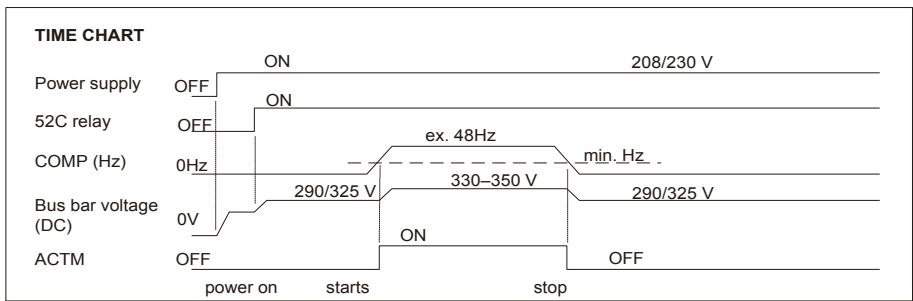 TIME CHART
ON 208/230 V
Power supply OFF
ON
52C relay OFF
ex. 48Hz
COMP (Hz) 0Hz min. Hz
290/325 V 330–350 V 290/325 V
Bus bar voltage
(DC) 0V
ON
ACTM OFF OFF
power on starts stop